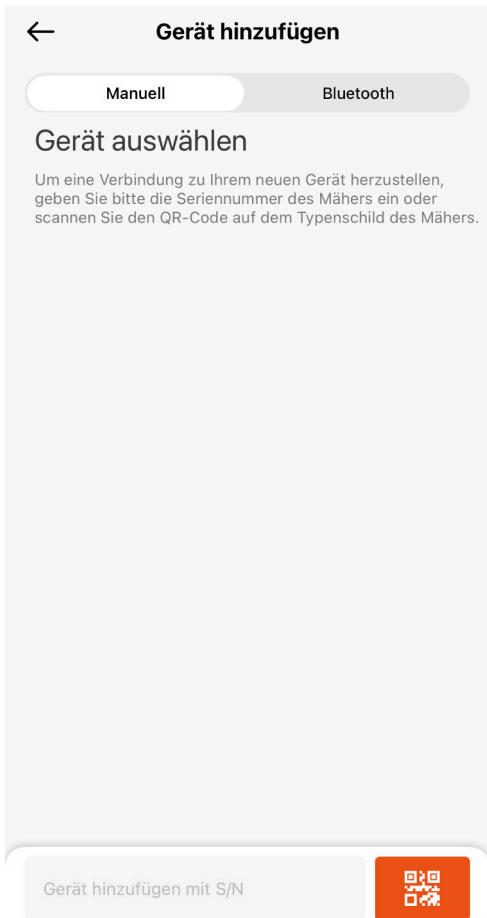 Gerät hinzufügen
Manuell
Bluetooth
Gerät auswählen
Um eine Verbindung zu Ihrem neuen Gerät herzustellen,
geben Sie bitte die Seriennummer des Mähers ein oder
scannen Sie den QR-Code auf dem Typenschild des Mähers.
Gerät hinzufügen mit S/N